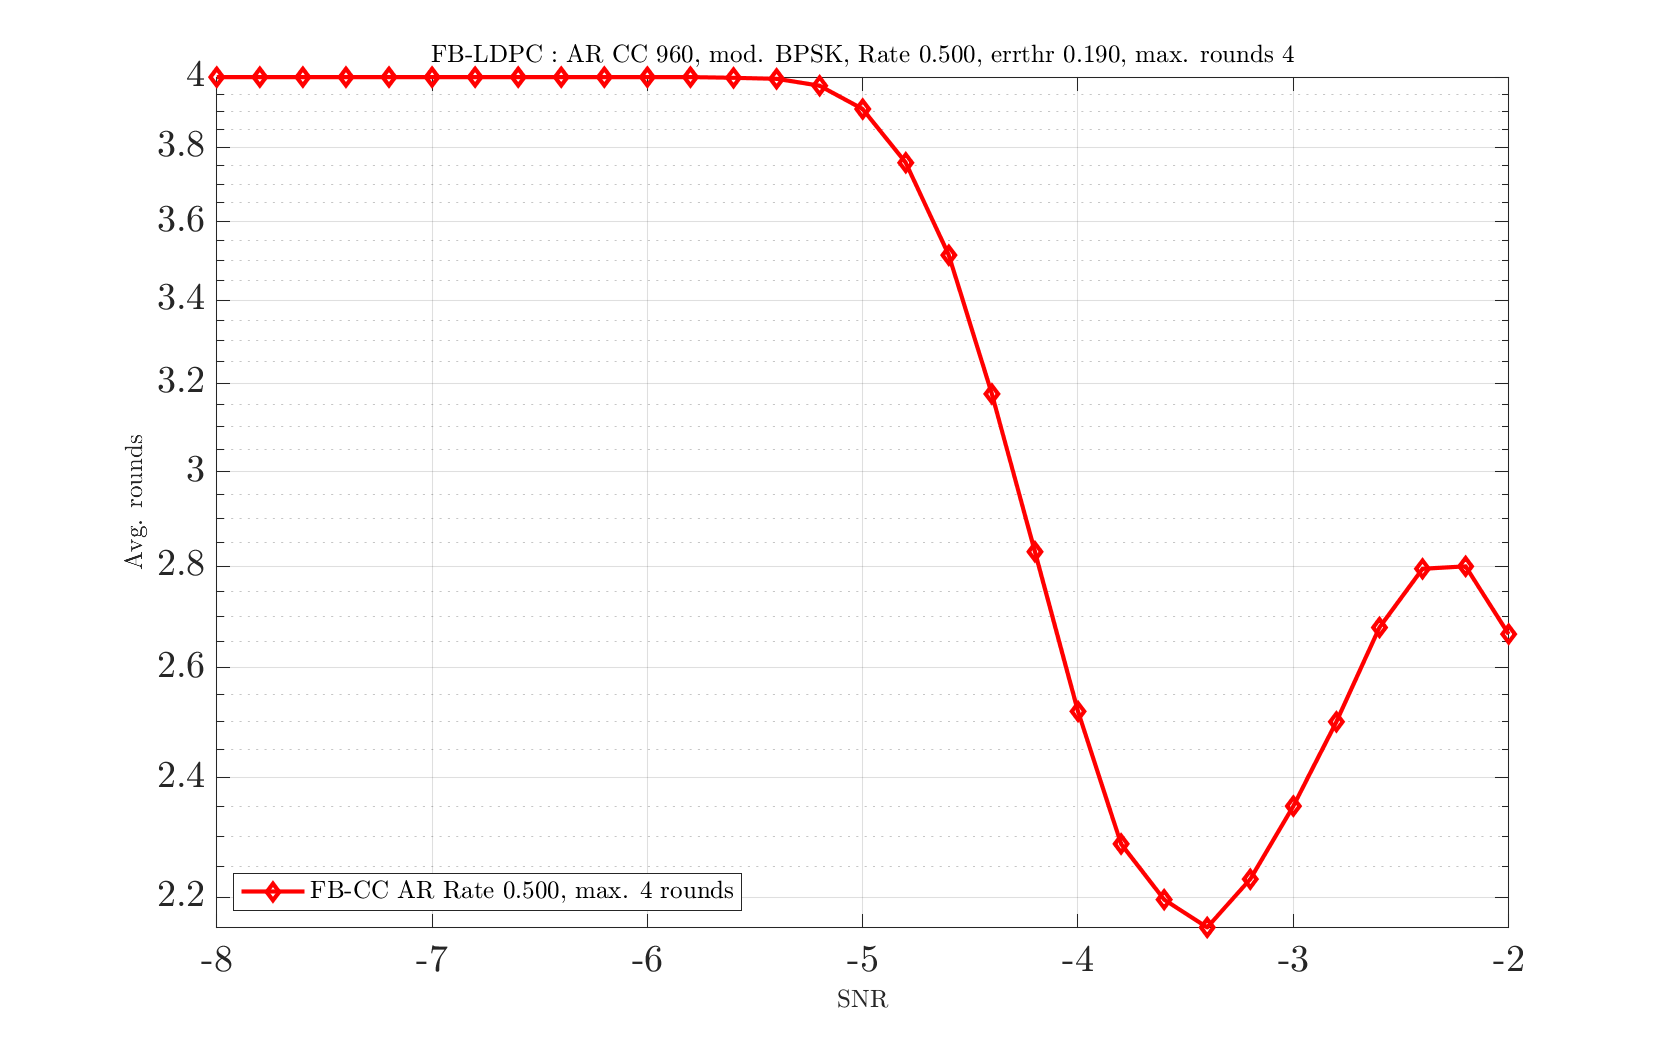 FB-LDPC : AR CC 960, mod. BPSK, Rate 0.500, errthr 0.190, max. rounds 4
4
3.8
3.6
3.4
3.2
3
2.8
2.6
2.4
2.2
Avg. rounds
FB-CC AR Rate 0.500, max. 4 rounds
-8 -7 -6 -5 -4 -3 -2
SNR